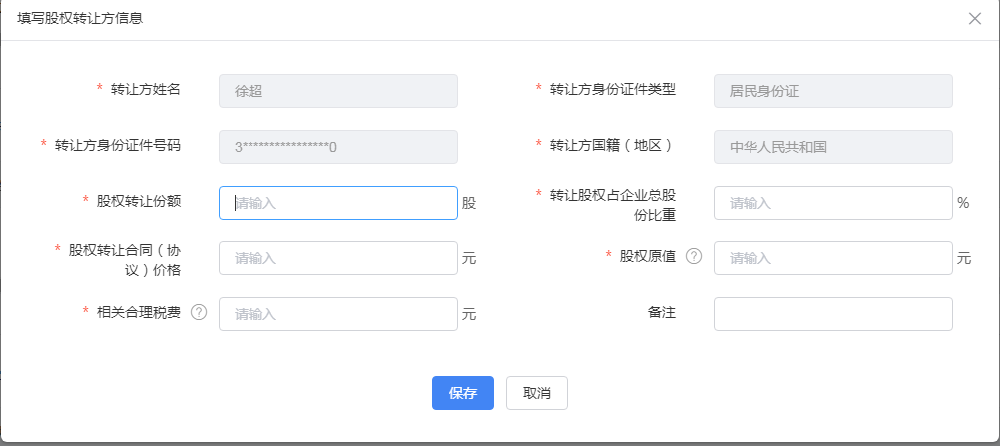 填写股权转让方信息
* 转让方姓名 徐超 * 转让方身份证件类型 居民身份证
* 转让方身份证件号码 3****************0 * 转让方国籍（地区） 中华人民共和国
* 股权转让份额 请输入 股 * 转让股权占企业总股
份比重 请输入 %
* 股权转让合同（协
议）价格 请输入 元 * 股权原值 ? 请输入 元
* 相关合理税费 ? 请输入 元 备注
保存 取消